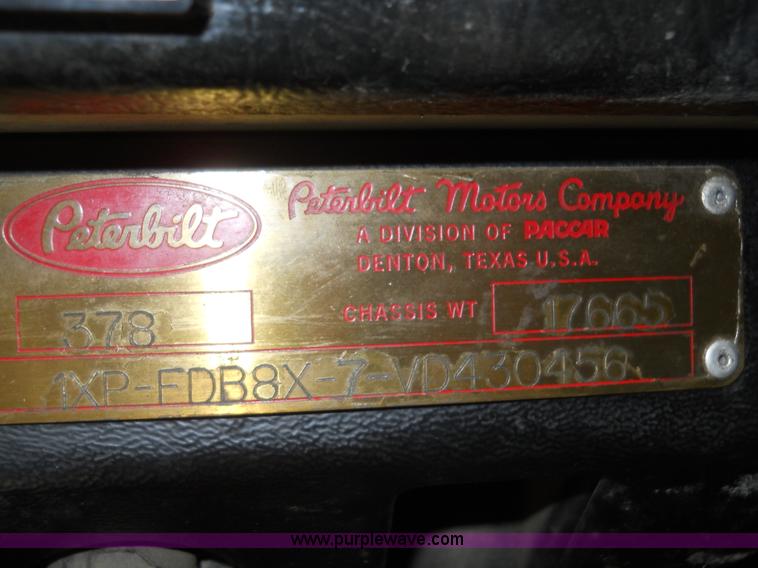 Peterbilt
Peterbilt Motors Company
A DIVISION OF PACCAR
DENTON, TEXAS U.S.A.
378
CHASSIS WT 17665
1XP-FDB8X-7-VD430456
www.purplewave.com